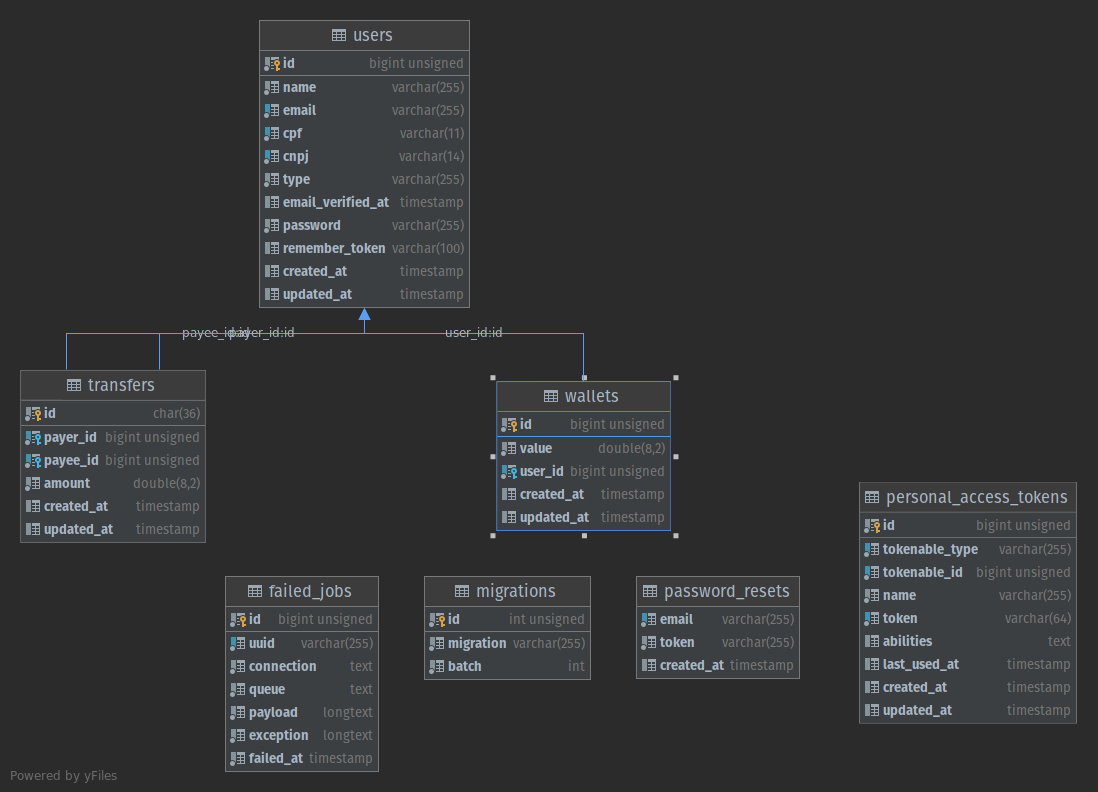 users
id bigint unsigned
name varchar(255)
email varchar(255)
cpf varchar(11)
cnpj varchar(14)
type varchar(255)
email_verified_at timestamp
password varchar(255)
remember_token varchar(100)
created_at timestamp
updated_at timestamp
payee_id:id
payer_id:id
user_id:id
transfers
id char(36)
payer_id bigint unsigned
payee_id bigint unsigned
amount double(8,2)
created_at timestamp
updated_at timestamp
wallets
id bigint unsigned
value double(8,2)
user_id bigint unsigned
created_at timestamp
updated_at timestamp
personal_access_tokens
id bigint unsigned
tokenable_type varchar(255)
tokenable_id bigint unsigned
name varchar(255)
token varchar(64)
abilities text
last_used_at timestamp
created_at timestamp
updated_at timestamp
failed_jobs
id bigint unsigned
uuid varchar(255)
connection text
queue text
payload longtext
exception longtext
failed_at timestamp
migrations
id int unsigned
migration varchar(255)
batch int
password_resets
email varchar(255)
token varchar(255)
created_at timestamp
Powered by yFiles